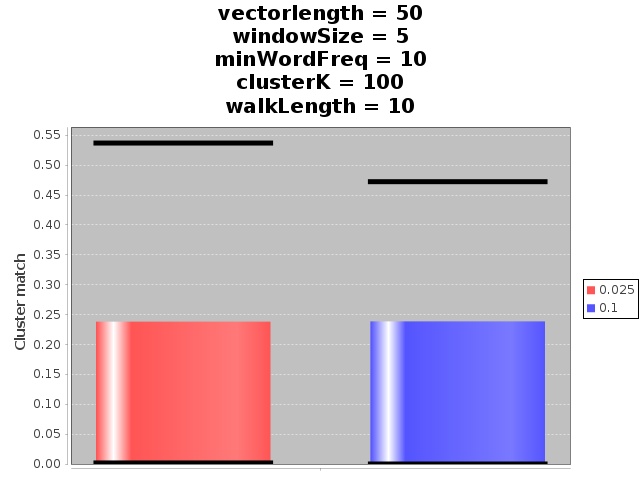 vectorlength = 50
windowSize = 5
minWordFreq = 10
clusterK = 100
walkLength = 10
0.55
0.50
0.45
0.40
0.35
0.30
0.25
0.20
0.15
0.10
0.05
0.00
Cluster match
0.025
0.1